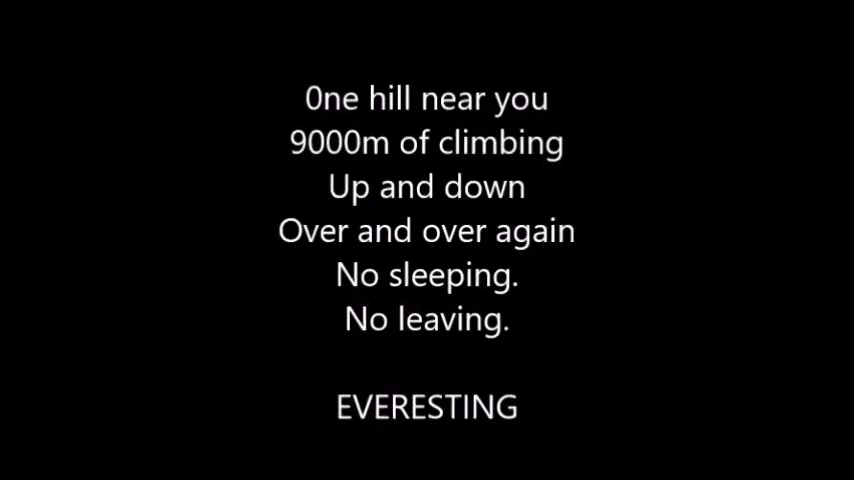 0ne hill near you
9000m of climbing
Up and down
Over and over again
No sleeping.
No leaving.
EVERESTING